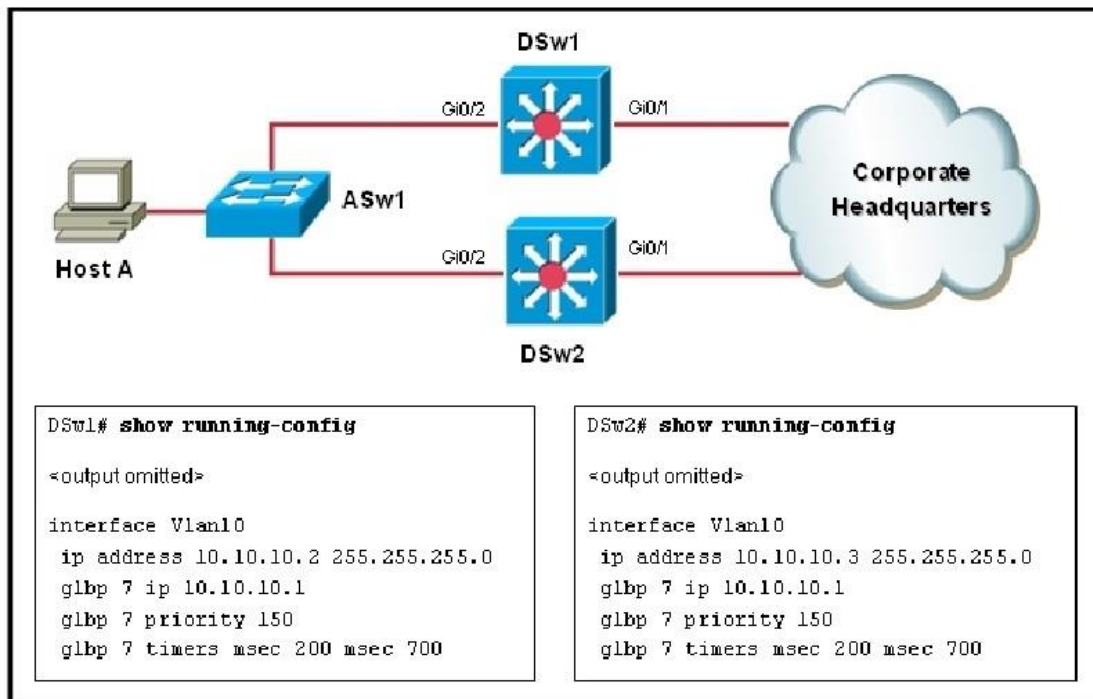 DSw1
Gi0/2
Gi0/1
Corporate
Headquarters
ASw1
Host A
Gi0/2
Gi0/1
DSw2
DSw1# show running-config
<output omitted>
interface Vlan10
ip address 10.10.10.2 255.255.255.0
glbp 7 ip 10.10.10.1
glbp 7 priority 150
glbp 7 timers msec 200 msec 700
DSw2# show running-config
<output omitted>
interface Vlan10
ip address 10.10.10.3 255.255.255.0
glbp 7 ip 10.10.10.1
glbp 7 priority 150
glbp 7 timers msec 200 msec 700